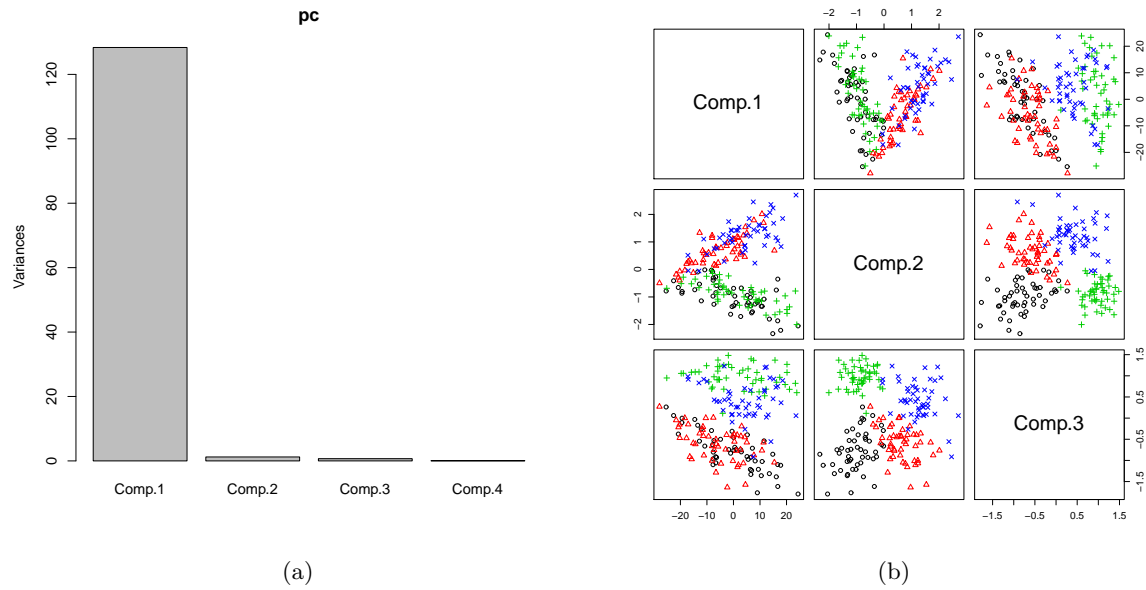 pc
Variances
0
20
40
60
80
100
120
Comp.1 Comp.2 Comp.3 Comp.4
(a)
−2 −1 0 1 2
Comp.1
−20 −10 0 10 20
−2 −1 0 1 2
Comp.2
Comp.3
−1.5 −0.5 0.5 1.5
−20 −10 0 10 20
−1.5 −0.5 0.5 1.5
(b)